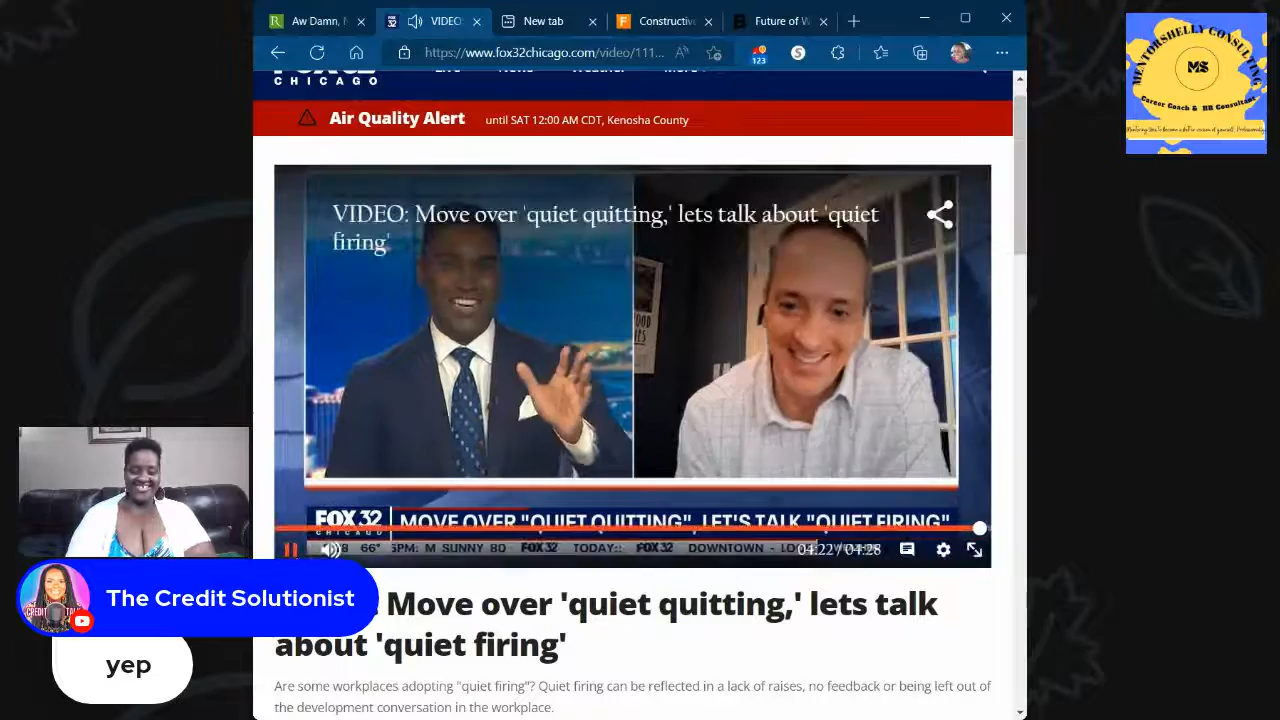 Aw Damn,
VIDEO:
New tab
Constructiv
Future of W
https://www.fox32chicago.com/video/111...
123
CHICAGO
Air Quality Alert
until SAT 12:00 AM CDT, Kenosha County
VIDEO: Move over 'quiet quitting,' lets talk about 'quiet
firing'
FOX 32
CHICAGO
MOVE OVER "QUIET QUITTING", LET'S TALK "QUIET FIRING"
66° 5PM: M SUNNY 80 FOX 32 TODAY:: FOX 32 DOWNTOWN -
04:22 / 04:28
Move over 'quiet quitting,' lets talk
about 'quiet firing'
Are some workplaces adopting "quiet firing"? Quiet firing can be reflected in a lack of raises, no feedback or being left out of
the development conversation in the workplace.
The Credit Solutionist
yep
MENTORSHELLY CONSULTING
MS
Career Coach & HR Consultant